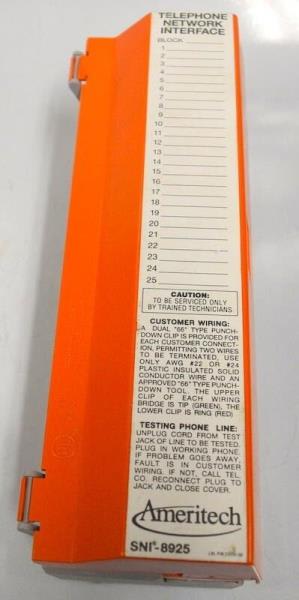 TELEPHONE
NETWORK
INTERFACE
BLOCK
1
2
3
4
5
6
7
8
9
10
11
12
13
14
15
16
17
18
19
20
21
22
23
24
25
CAUTION:
TO BE SERVICED ONLY
BY TRAINED TECHNICIANS
CUSTOMER WIRING:
A DUAL "66" TYPE PUNCH-
DOWN CLIP IS PROVIDED FOR
EACH CUSTOMER CONNECT-
ION, PERMITTING TWO WIRES
TO BE TERMINATED, USE
ONLY AWG #22 OR #24
PLASTIC INSULATED SOLID
CONDUCTOR WIRE AND AN
APPROVED "66" TYPE PUNCH-
DOWN TOOL. THE UPPER
CLIP OF EACH WIRING
BRIDGE IS TIP (GREEN), THE
LOWER CLIP IS RING (RED)
TESTING PHONE LINE:
UNPLUG CORD FROM TEST
JACK OF LINE TO BE TESTED.
PLUG IN WORKING PHONE.
IF PROBLEM GOES AWAY,
FAULT IS IN CUSTOMER
WIRING. IF NOT, CALL TEL.
CO. RECONNECT PLUG TO
JACK AND CLOSE COVER.
Ameritech
SNI®-8925